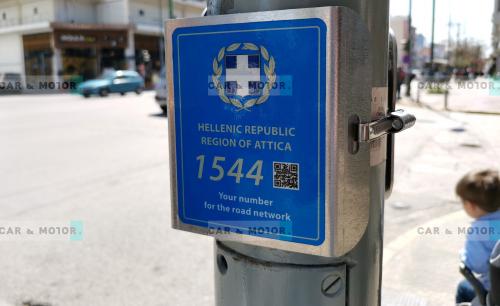 HELLENIC REPUBLIC
REGION OF ATTICA
1544
Your number
for the road network
CAR & MOTOR.
CAR & MOTOR.
CAR & MOTOR.
CAR & MOTOR.
CAR & MOTOR.
CAR & MOTOR.